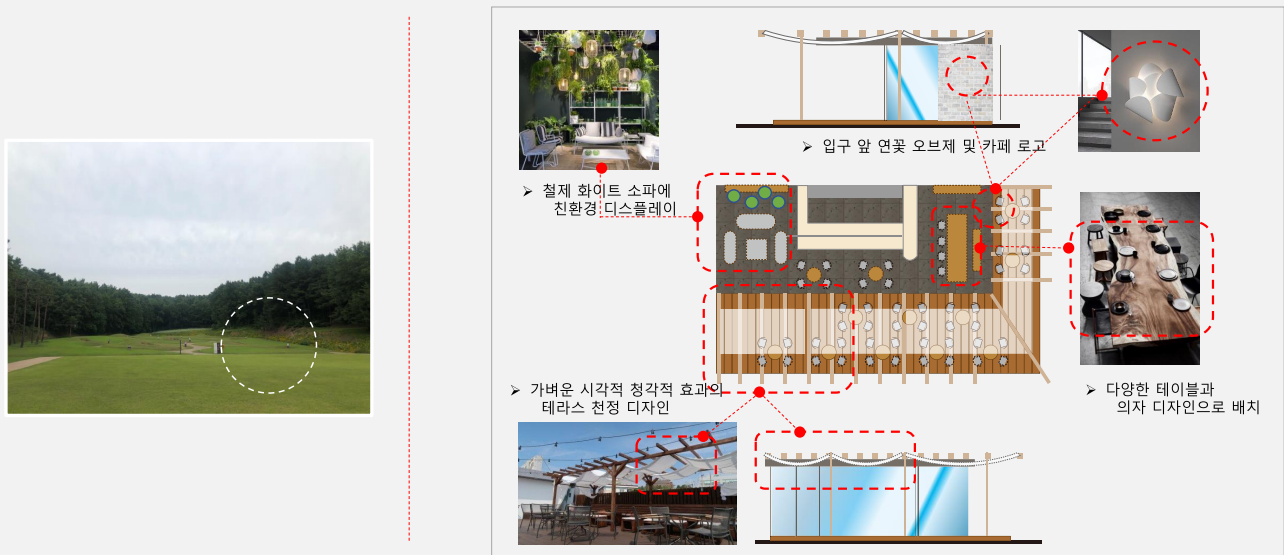 ➢ 입구 앞 연꽃 오브제 및 카페 로고
➢ 철제 화이트 소파에
친환경 디스플레이
➢ 가벼운 시각적 청각적 효과의
테라스 천정 디자인
➢ 다양한 테이블과
의자 디자인으로 배치